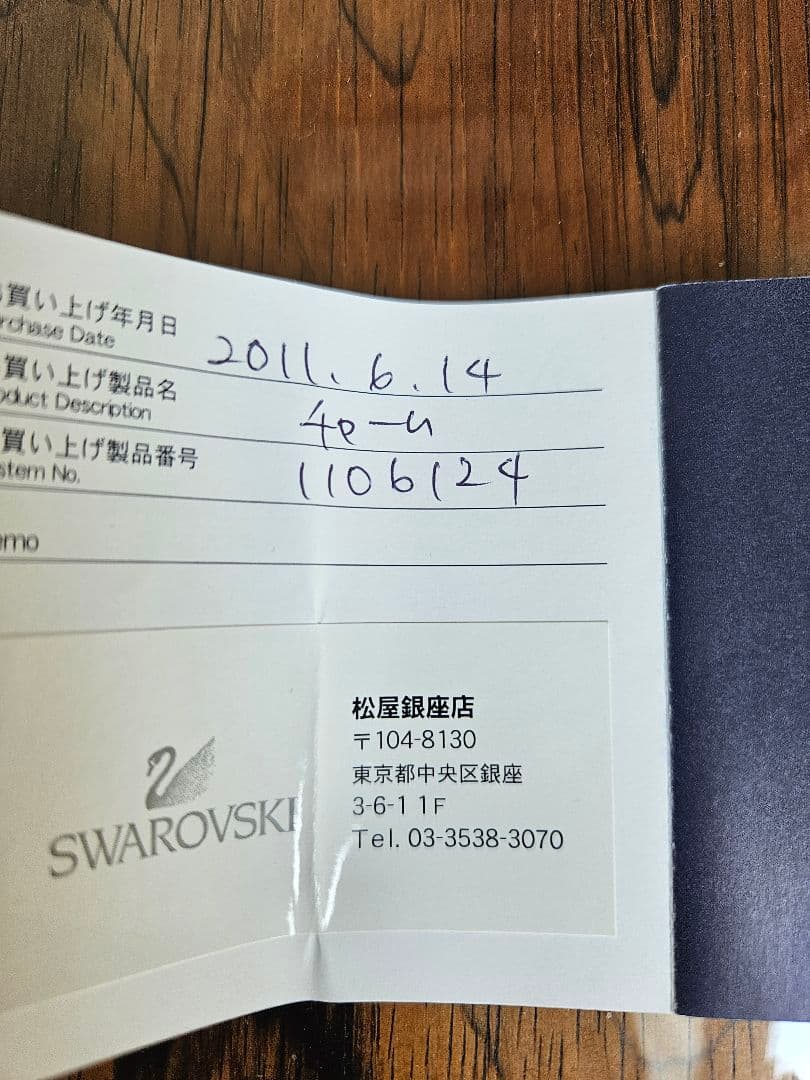 買い上げ年月日 2011. 6. 14
rchase Date
買い上げ製品名
oduct Description
買い上げ製品番号 1106124
stem No.
emo
SWAROVSKI
松屋銀座店
〒104-8130
東京都中央区銀座
3-6-1 1F
Tel. 03-3538-3070